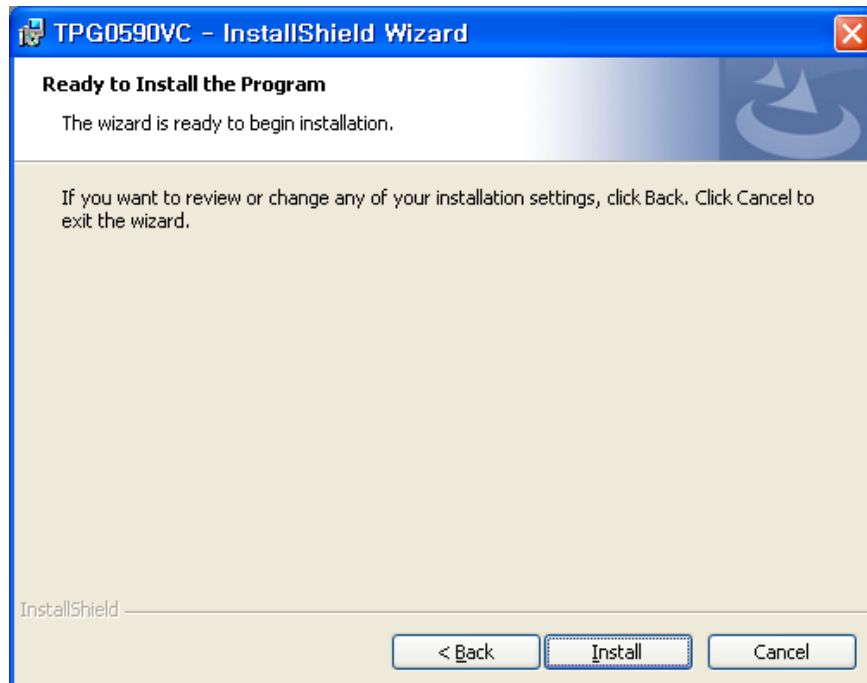 TPG0590VC - InstallShield Wizard
Ready to Install the Program
The wizard is ready to begin installation.
If you want to review or change any of your installation settings, click Back. Click Cancel to
exit the wizard.
InstallShield
< Back
Install
Cancel